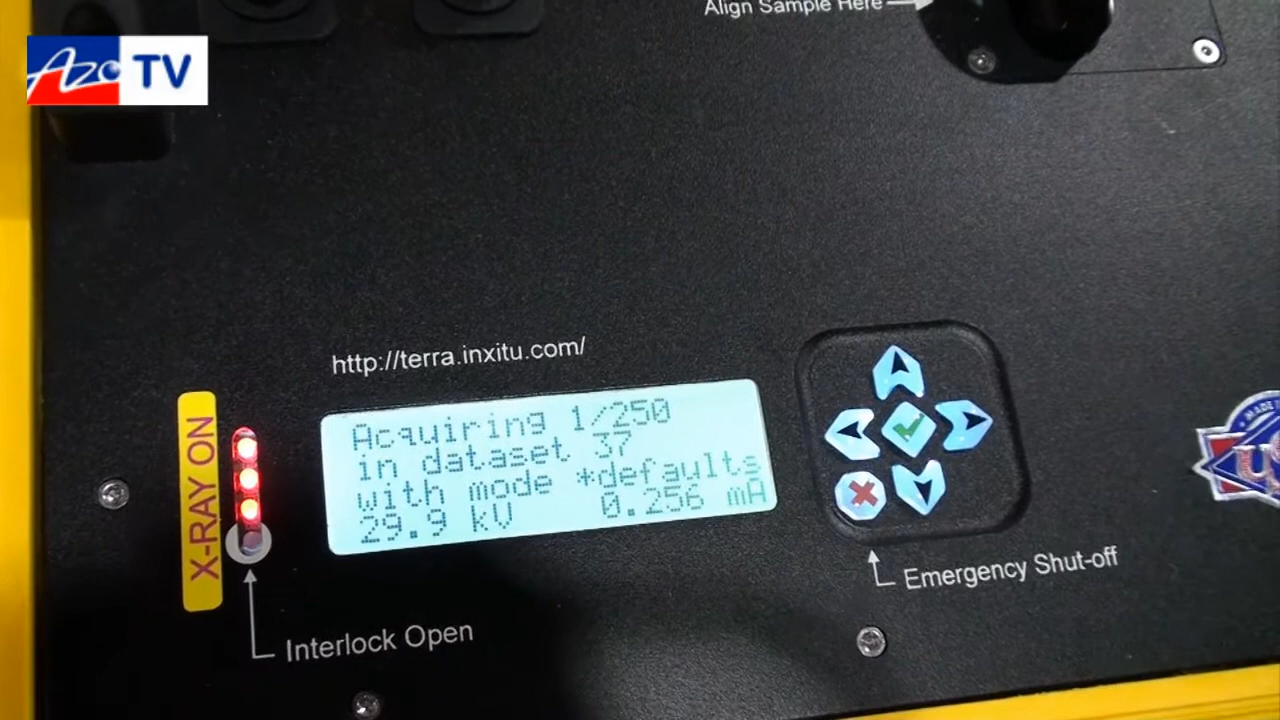 Align Sample Here
AZo TV
http://terra.inxitu.com/
X-RAY ON
Acquiring 1/250
in dataset 37
with mode *defaults
29.9 kV 0.256 mA
Emergency Shut-off
Interlock Open
MADE